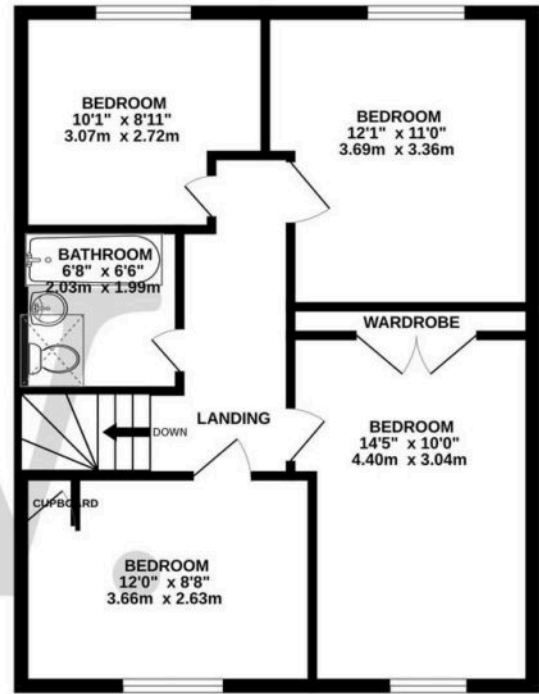 BEDROOM
10'1" x 8'11"
3.07m x 2.72m
BEDROOM
12'1" x 11'0"
3.69m x 3.36m
BATHROOM
6'8" x 6'6"
2.03m x 1.99m
WARDROBE
LANDING
DOWN
BEDROOM
14'5" x 10'0"
4.40m x 3.04m
CUPBOARD
BEDROOM
12'0" x 8'8"
3.66m x 2.63m